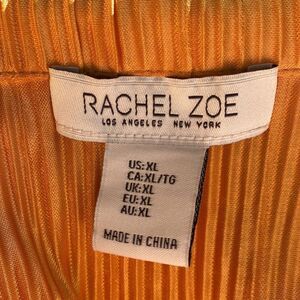 RACHEL ZOE
LOS ANGELES NEW YORK
US:XL
CA:XL/TG
UK:XL
EU:XL
AU:XL
MADE IN CHINA